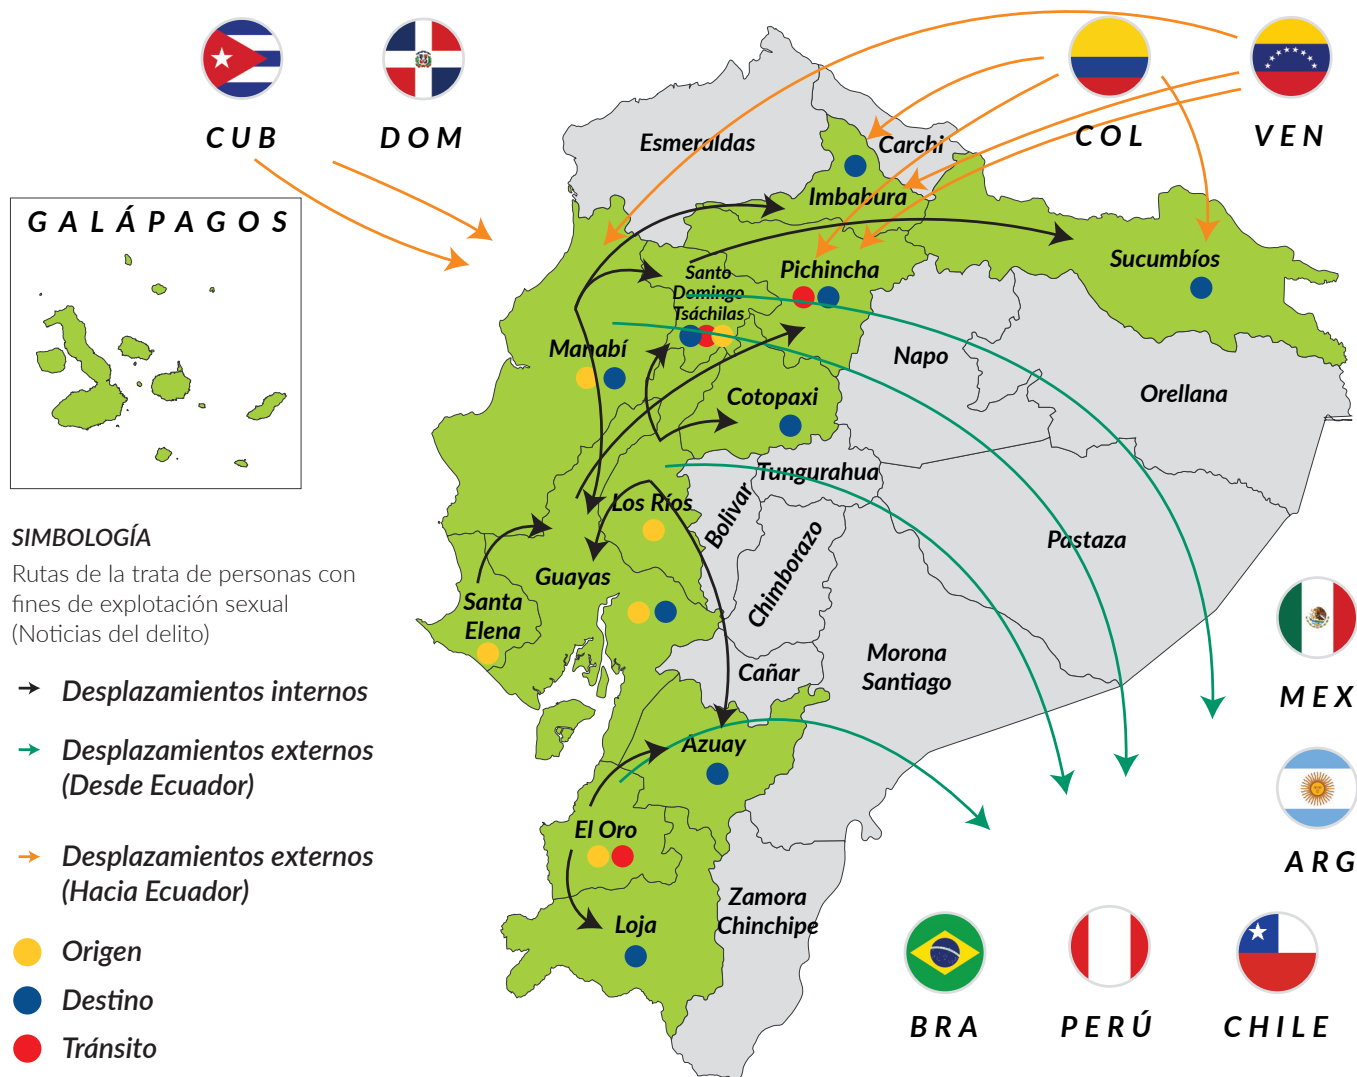 CUB
DOM
COL
VEN
GALÁPAGOS
Esmeraldas
Carchi
Imbabura
Sucumbíos
Pichincha
Santo
Domingo
Tsáchilas
Manabí
Napo
Orellana
Cotopaxi
Tungurahua
Los Ríos
Bolivar
Chimborazo
Pastaza
Guayas
Santa
Elena
Cañar
Morona
Santiago
Azuay
El Oro
Loja
Zamora
Chinchipe
SIMBOLOGÍA
Rutas de la trata de personas con
fines de explotación sexual
(Noticias del delito)
Desplazamientos internos
Desplazamientos externos
(Desde Ecuador)
Desplazamientos externos
(Hacia Ecuador)
Origen
Destino
Tránsito
MEX
ARG
BRA
PERÚ
CHILE